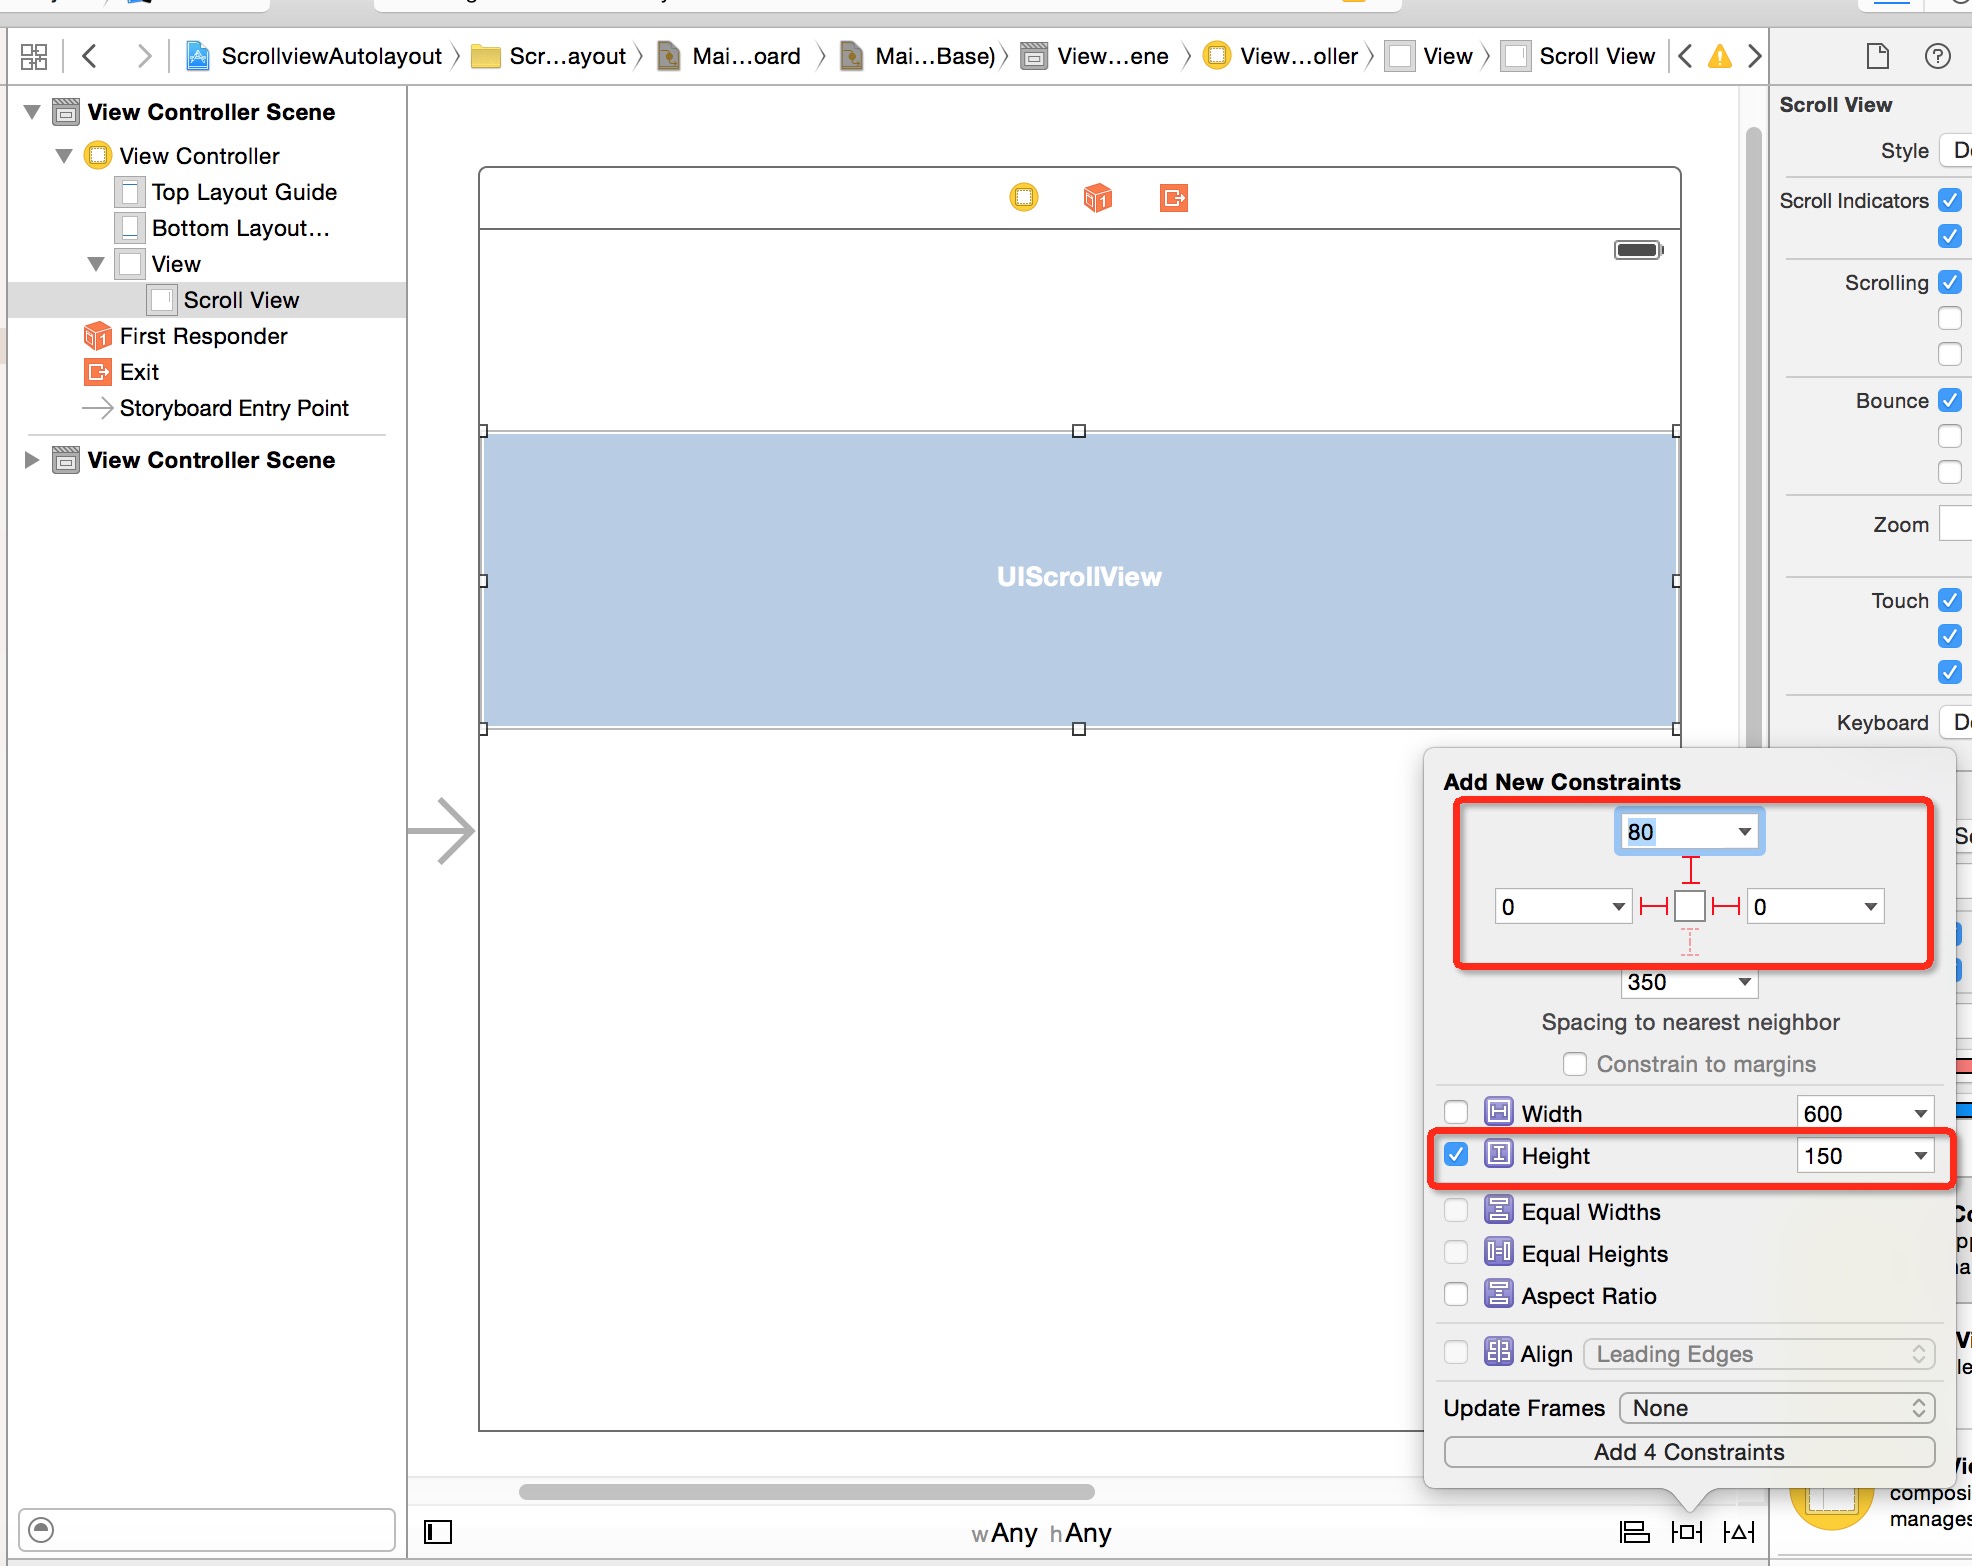 ScrollviewAutolayout
Scr...ayout
Mai...oard
Mai...Base)
View...ene
View...oller
View
Scroll View
View Controller Scene
View Controller
Top Layout Guide
Bottom Layout...
View
Scroll View
First Responder
Exit
Storyboard Entry Point
View Controller Scene
UIScrollView
wAny hAny
Scroll View
Style
Scroll Indicators
Scrolling
Bounce
Zoom
Touch
Keyboard
Add New Constraints
80
0
0
350
Spacing to nearest neighbor
Constrain to margins
Width 600
Height 150
Equal Widths
Equal Heights
Aspect Ratio
Align Leading Edges
Update Frames None
Add 4 Constraints
composi
manages